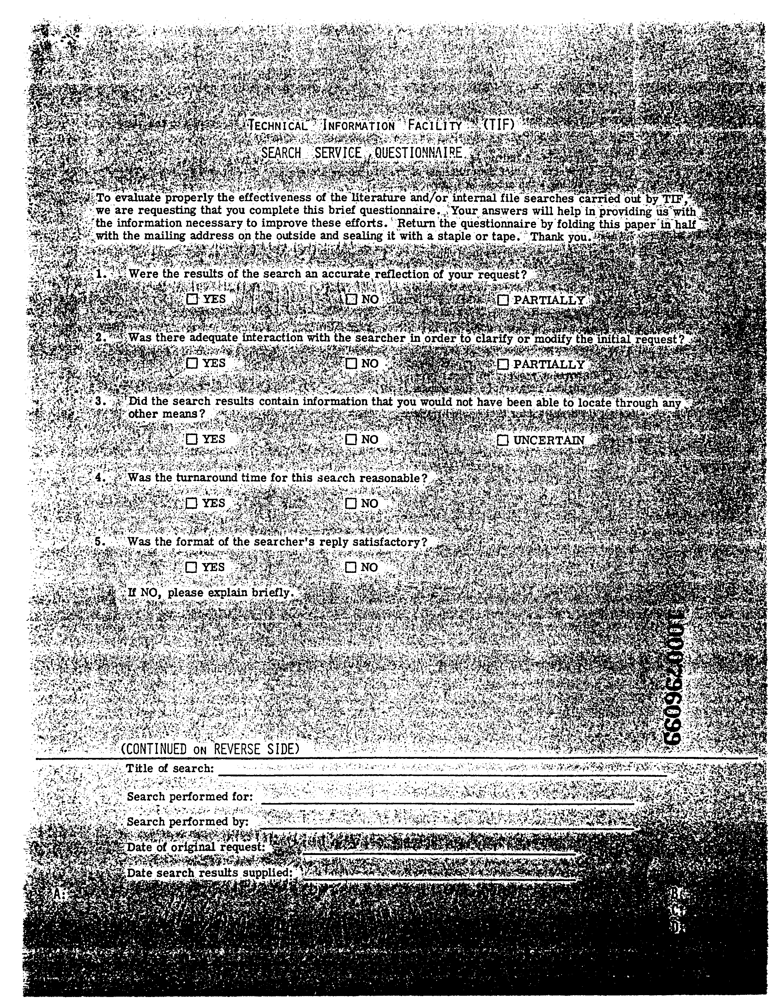 TECHNICAL INFORMATION FACILITY (TIF)
SEARCH SERVICE QUESTIONNAIRE
To evaluate properly the effectiveness of the literature and/or internal file searches carried out by TIF,
we are requesting that you complete this brief questionnaire. Your answers will help in providing us with
the information necessary to improve these efforts. Return the questionnaire by folding this paper in half
with the mailing address on the outside and sealing it with a staple or tape. Thank you.
1. Were the results of the search an accurate reflection of your request?
☐ YES ☐ NO ☐ PARTIALLY
2. Was there adequate interaction with the searcher in order to clarify or modify the initial request?
☐ YES ☐ NO ☐ PARTIALLY
3. Did the search results contain information that you would not have been able to locate through any
other means?
☐ YES ☐ NO ☐ UNCERTAIN
4. Was the turnaround time for this search reasonable?
☐ YES ☐ NO
5. Was the format of the searcher's reply satisfactory?
☐ YES ☐ NO
If NO, please explain briefly.
1000796099
(CONTINUED ON REVERSE SIDE)
Title of search:
Search performed for:
Search performed by:
Date of original request:
Date search results supplied:
A: